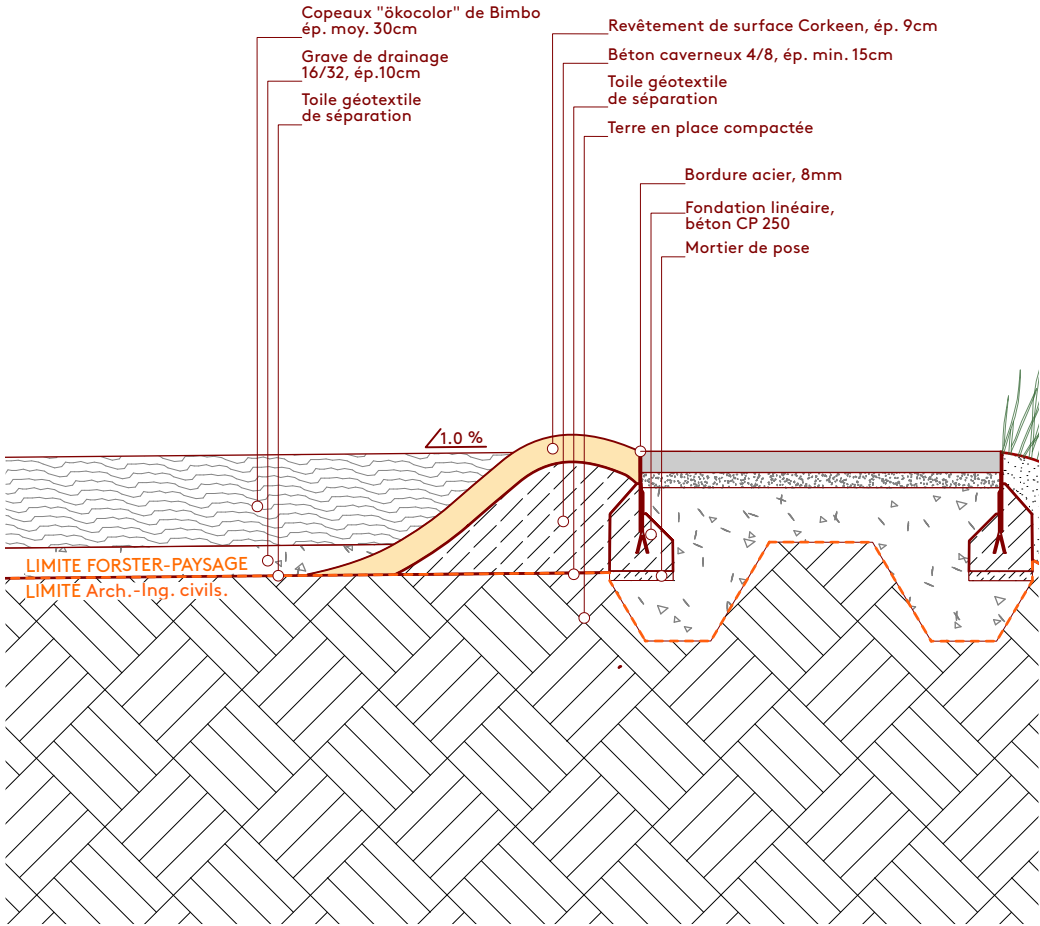 Copeaux "ökocolor" de Bimbo
ép. moy. 30cm
Grave de drainage
16/32, ép.10cm
Toile géotextile
de séparation
Revêtement de surface Corkeen, ép. 9cm
Béton caverneux 4/8, ép. min. 15cm
Toile géotextile
de séparation
Terre en place compactée
Bordure acier, 8mm
Fondation linéaire,
béton CP 250
Mortier de pose
1.0 %
LIMITE FORSTER-PAYSAGE
LIMITE Arch.-Ing. civils.